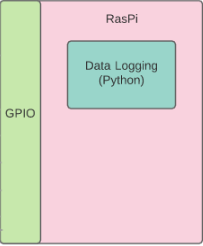 RasPi
Data Logging
(Python)
GPIO